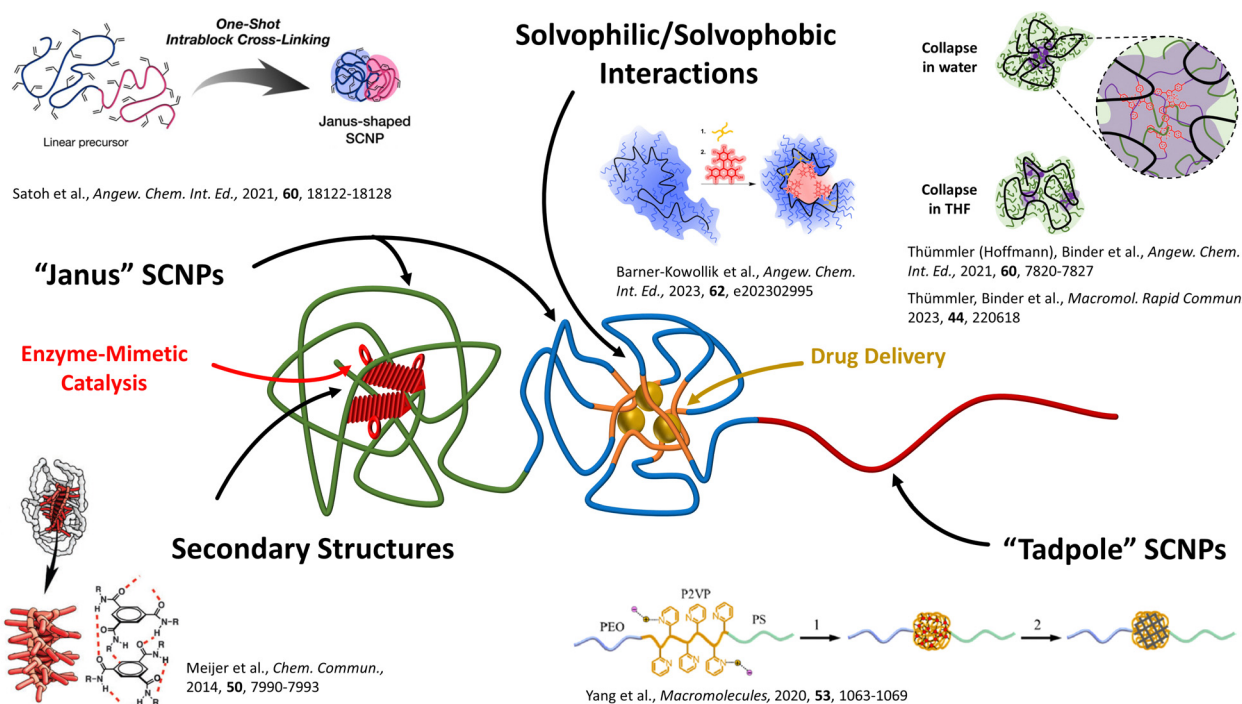 One-Shot
Intrablock Cross-Linking
Linear precursor
Janus-shaped
SCNP
Satoh et al., Angew. Chem. Int. Ed., 2021, 60, 18122-18128
Solvophilic/Solvophobic
Interactions
1.
2.
Barner-Kowollik et al., Angew. Chem.
Int. Ed., 2023, 62, e202302995
Collapse
in water
Collapse
in THF
Thümmler (Hoffmann), Binder et al., Angew. Chem.
Int. Ed., 2021, 60, 7820-7827
Thümmler, Binder et al., Macromol. Rapid Commun
2023, 44, 220618
“Janus” SCNPs
Enzyme-Mimetic
Catalysis
Drug Delivery
Secondary Structures
“Tadpole” SCNPs
R
O
O
N
H
H
N-R
O
N-R
H
R
O
O
N
H
R-N
H
O
N-R
H
Meijer et al., Chem. Commun.,
2014, 50, 7990-7993
PEO
P2VP
PS
N
N
N
N
N
N
1
2
Yang et al., Macromolecules, 2020, 53, 1063-1069